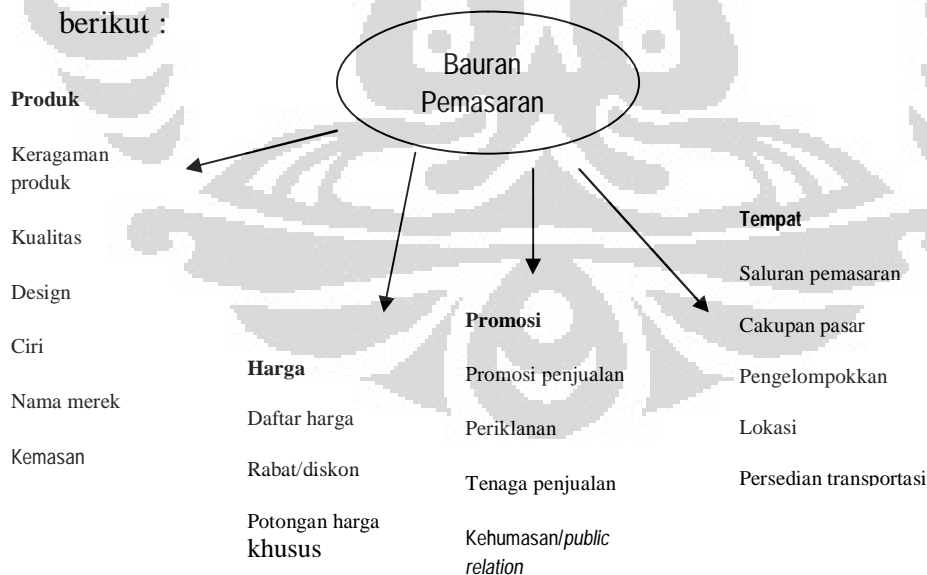 berikut :
Bauran
Pemasaran
Produk
Keragaman
produk
Kualitas
Design
Ciri
Nama merek
Kemasan
Harga
Daftar harga
Rabat/diskon
Potongan harga
khusus
Promosi
Promosi penjualan
Periklanan
Tenaga penjualan
Kehumasan/public
relation
Tempat
Saluran pemasaran
Cakupan pasar
Pengelompokkan
Lokasi
Persedian transportasi